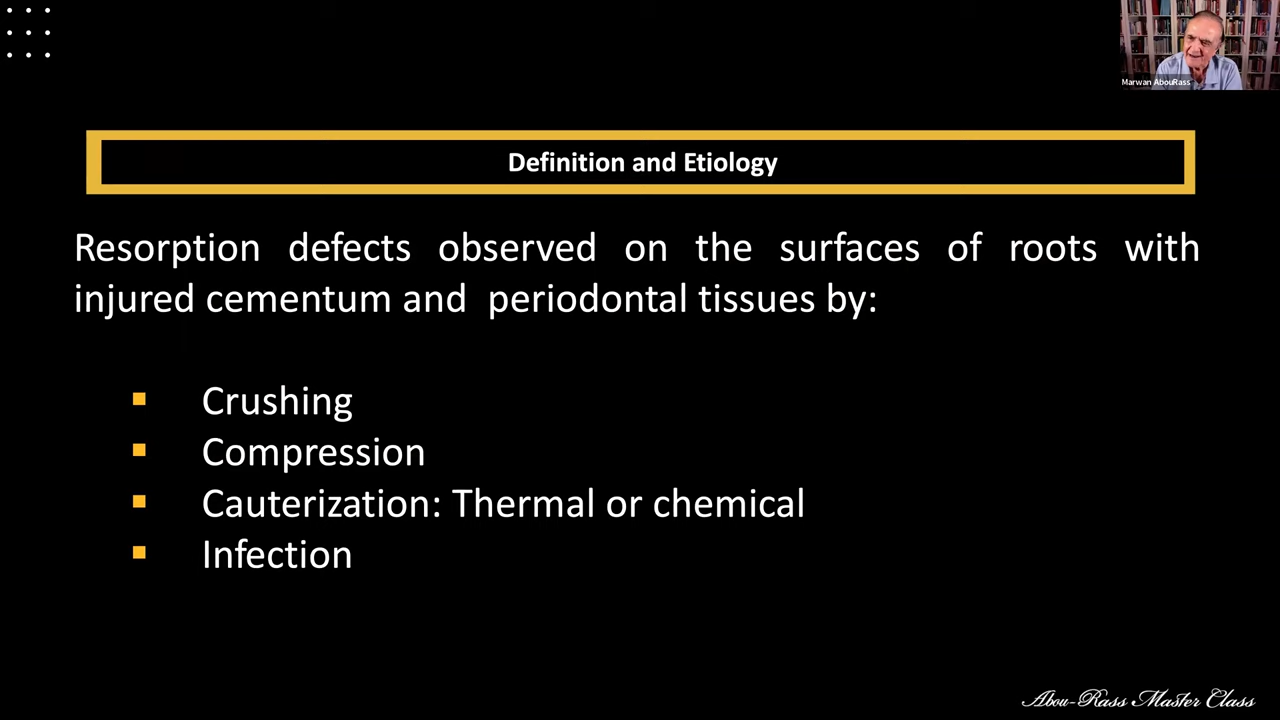 Marwan AbouRass
Definition and Etiology
Resorption defects observed on the surfaces of roots with
injured cementum and periodontal tissues by:
Crushing
Compression
Cauterization: Thermal or chemical
Infection
Abou-Rass Master Class